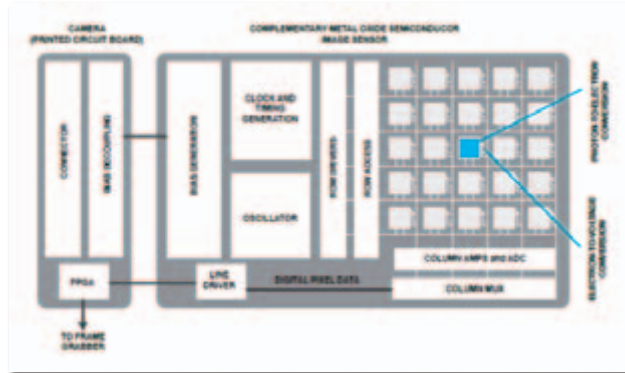 CAMERA
(PRINTED CIRCUIT BOARD)
COMPLEMENTARY METAL OXIDE SEMICONDUCOR
IMAGE SENSOR
CONNECTOR
BIAS DECOUPLING
BIAS GENERATION
CLOCK AND
TIMING
GENERATION
OSCILLATOR
ROW DRIVERS
ROW ACCESS
PHOTON-TO-ELECTRON
CONVERSION
ELECTRON-TO-VOLTAGE
CONVERSION
COLUMN AMPS and ADC
COLUMN MUX
FPGA
LINE
DRIVER
DIGITAL PIXEL DATA
TO FRAME
GRABBER